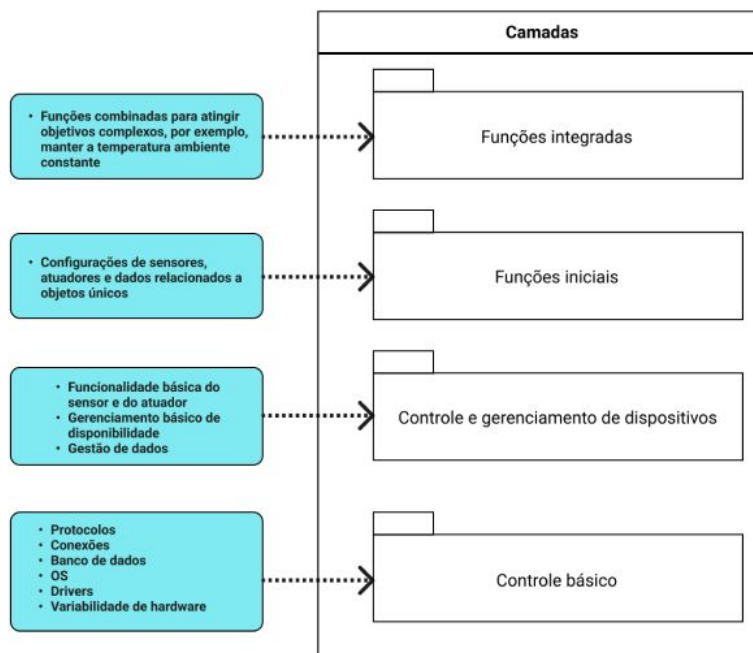 Camadas
• Funções combinadas para atingir
objetivos complexos, por exemplo,
manter a temperatura ambiente
constante
Funções integradas
• Configurações de sensores,
atuadores e dados relacionados a
objetos únicos
Funções iniciais
• Funcionalidade básica do
sensor e do atuador
• Gerenciamento básico de
disponibilidade
• Gestão de dados
Controle e gerenciamento de dispositivos
• Protocolos
• Conexões
• Banco de dados
• OS
• Drivers
• Variabilidade de hardware
Controle básico